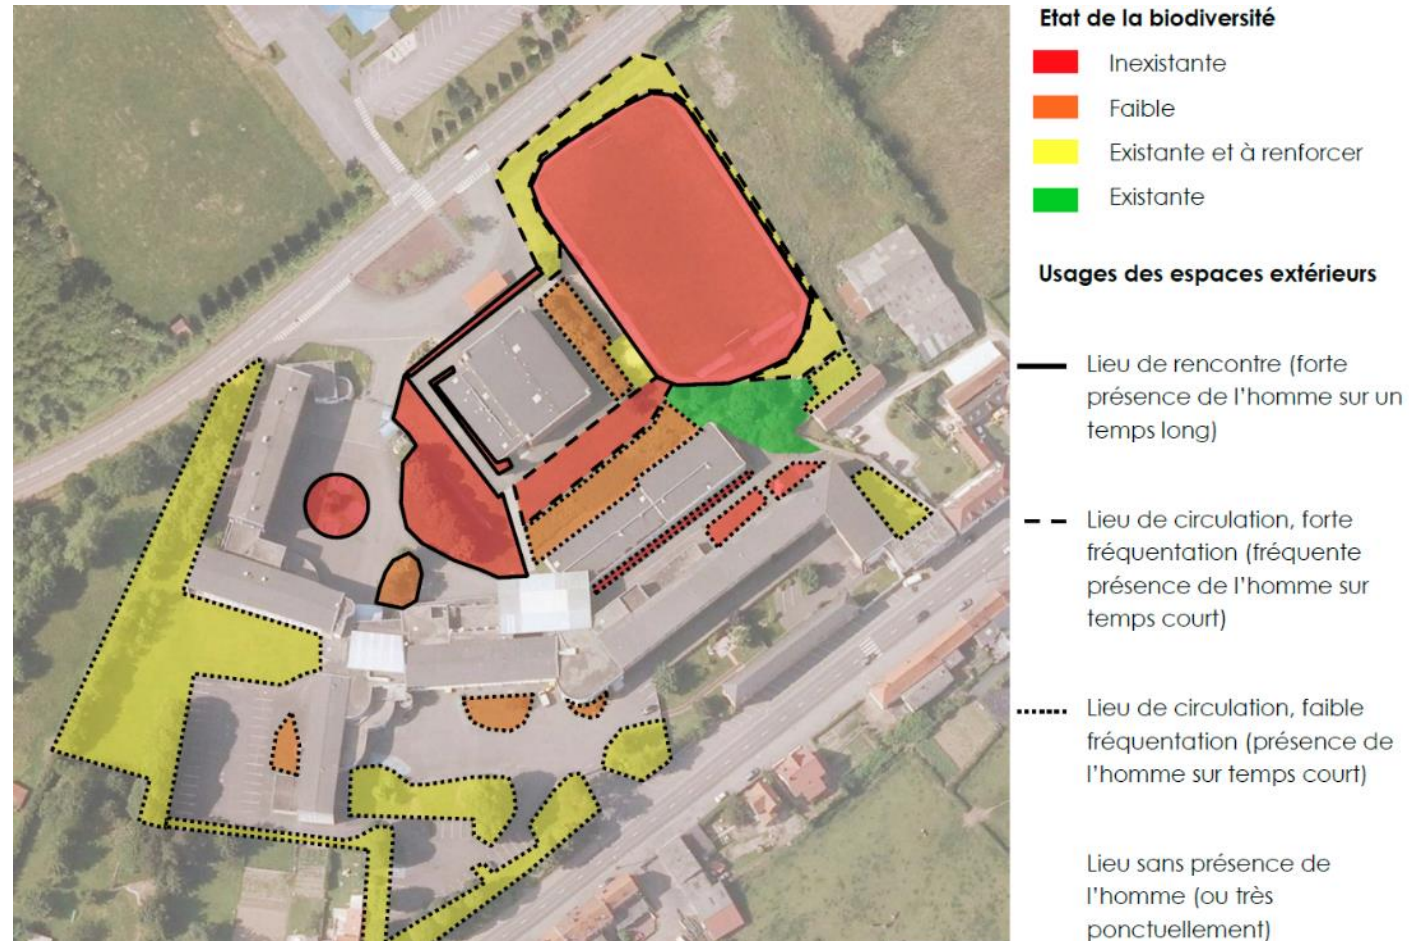 Etat de la biodiversité
Inexistante
Faible
Existante et à renforcer
Existante
Usages des espaces extérieurs
Lieu de rencontre (forte
présence de l'homme sur un
temps long)
Lieu de circulation, forte
fréquentation (fréquente
présence de l'homme sur
temps court)
Lieu de circulation, faible
fréquentation (présence de
l'homme sur temps court)
Lieu sans présence de
l'homme (ou très
ponctuellement)